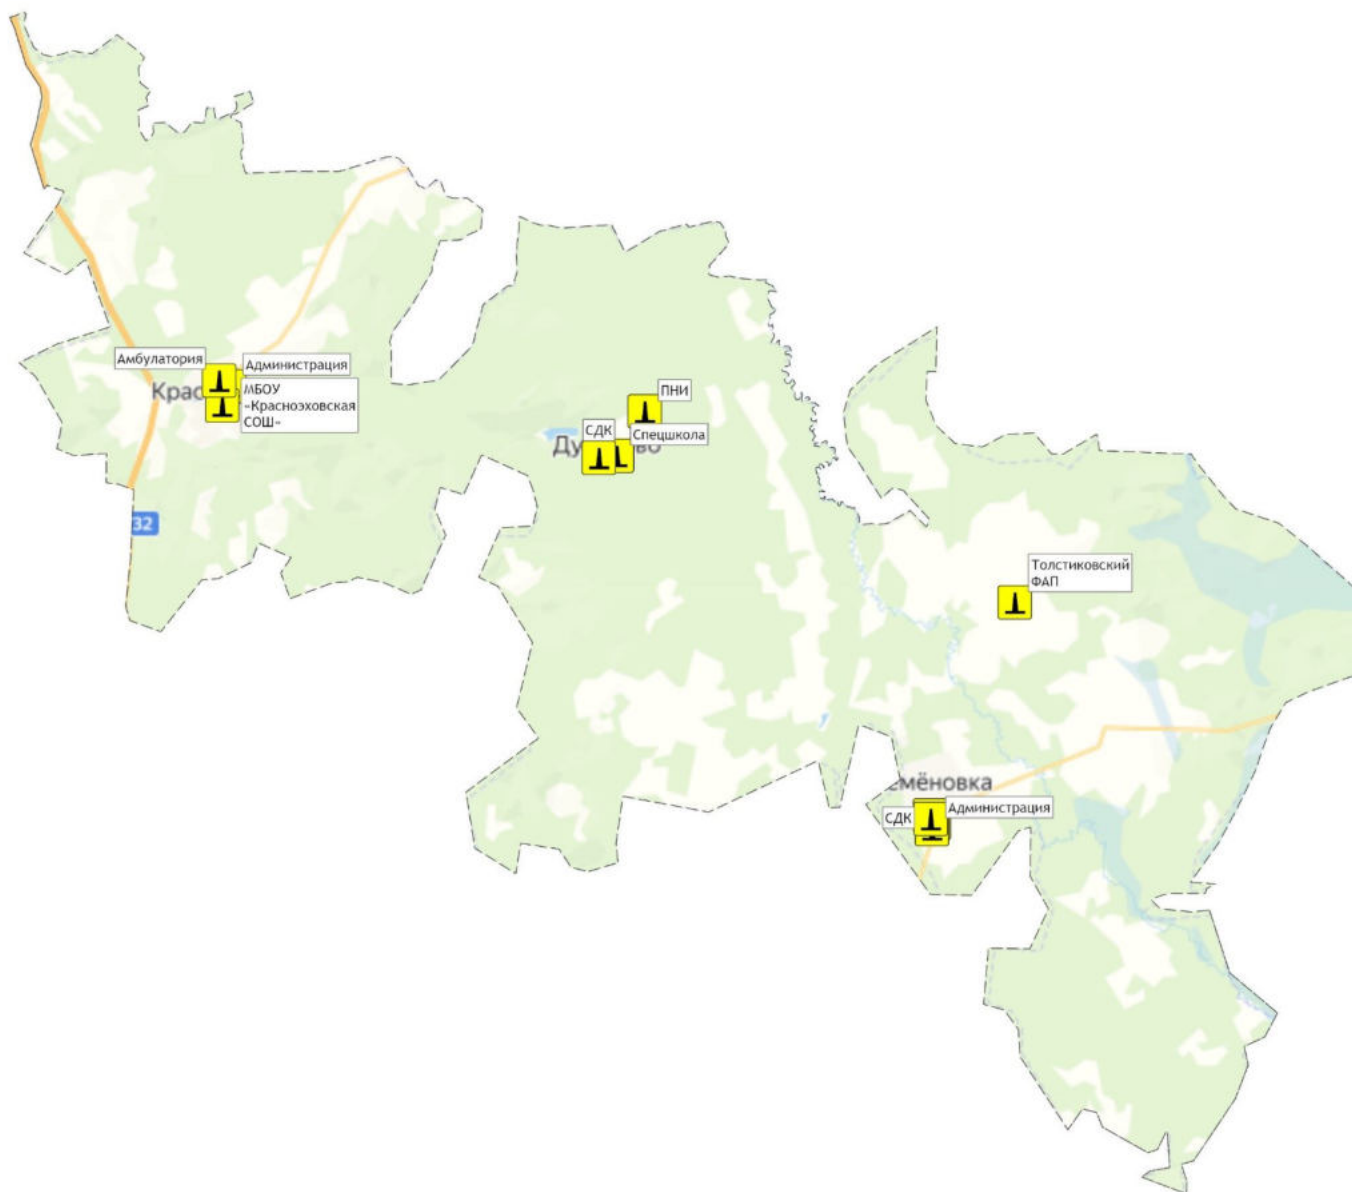 Амбулатория
Администрация
МБОУ
«Красноэховская
СОШ»
32
ПНИ
СДК
Спецшкола
Толстиковский
ФАП
СДК
Администрация